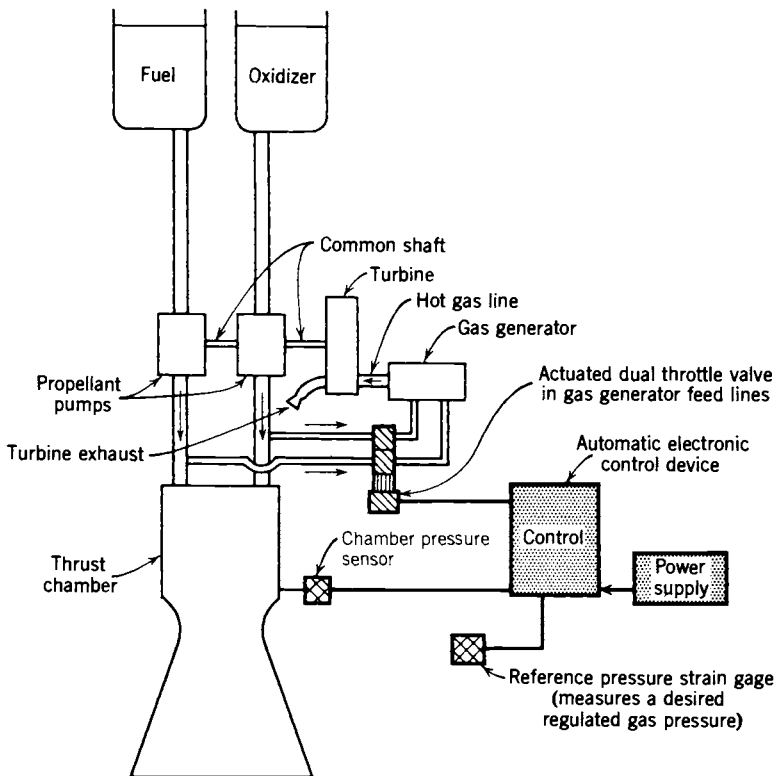 Fuel
Oxidizer
Common shaft
Turbine
Hot gas line
Gas generator
Propellant
pumps
Actuated dual throttle valve
in gas generator feed lines
Turbine exhaust
Automatic electronic
control device
Thrust
chamber
Chamber pressure
sensor
Control
Power
supply
Reference pressure strain gage
(measures a desired
regulated gas pressure)